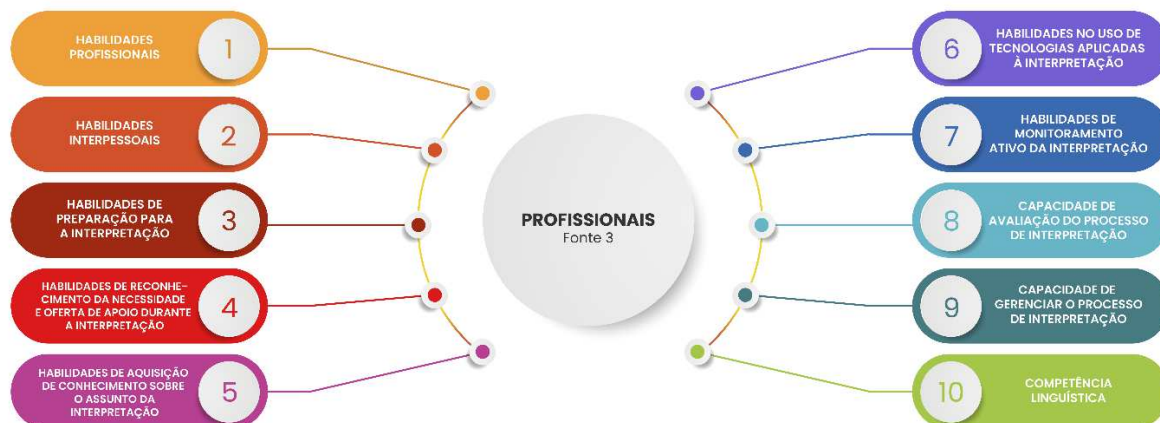 HABILIDADES
PROFISSIONAIS
1
HABILIDADES
INTERPESSOAIS
2
HABILIDADES DE
PREPARAÇÃO PARA
A INTERPRETAÇÃO
3
HABILIDADES DE RECONHE-
CIMENTO DA NECESSIDADE
E OFERTA DE APOIO DURANTE
A INTERPRETAÇÃO
4
HABILIDADES DE AQUISIÇÃO
DE CONHECIMENTO SOBRE
O ASSUNTO DA
INTERPRETAÇÃO
5
PROFISSIONAIS
Fonte 3
6
HABILIDADES NO USO DE
TECNOLOGIAS APLICADAS
À INTERPRETAÇÃO
7
HABILIDADES DE
MONITORAMENTO
ATIVO DA INTERPRETAÇÃO
8
CAPACIDADE DE
AVALIAÇÃO DO PROCESSO
DE INTERPRETAÇÃO
9
CAPACIDADE DE
GERENCIAR O PROCESSO
DE INTERPRETAÇÃO
10
COMPETÊNCIA
LINGUÍSTICA